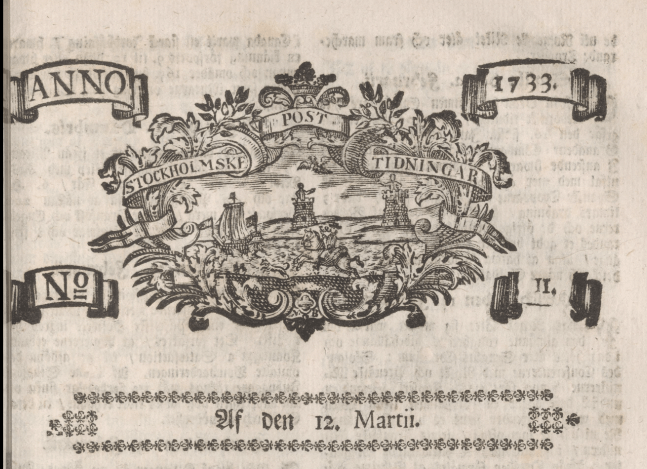 ANNO 1733.
POST
STOCKHOLMSKE TIDNINGAR
No 11.
Af den 12. Martii.